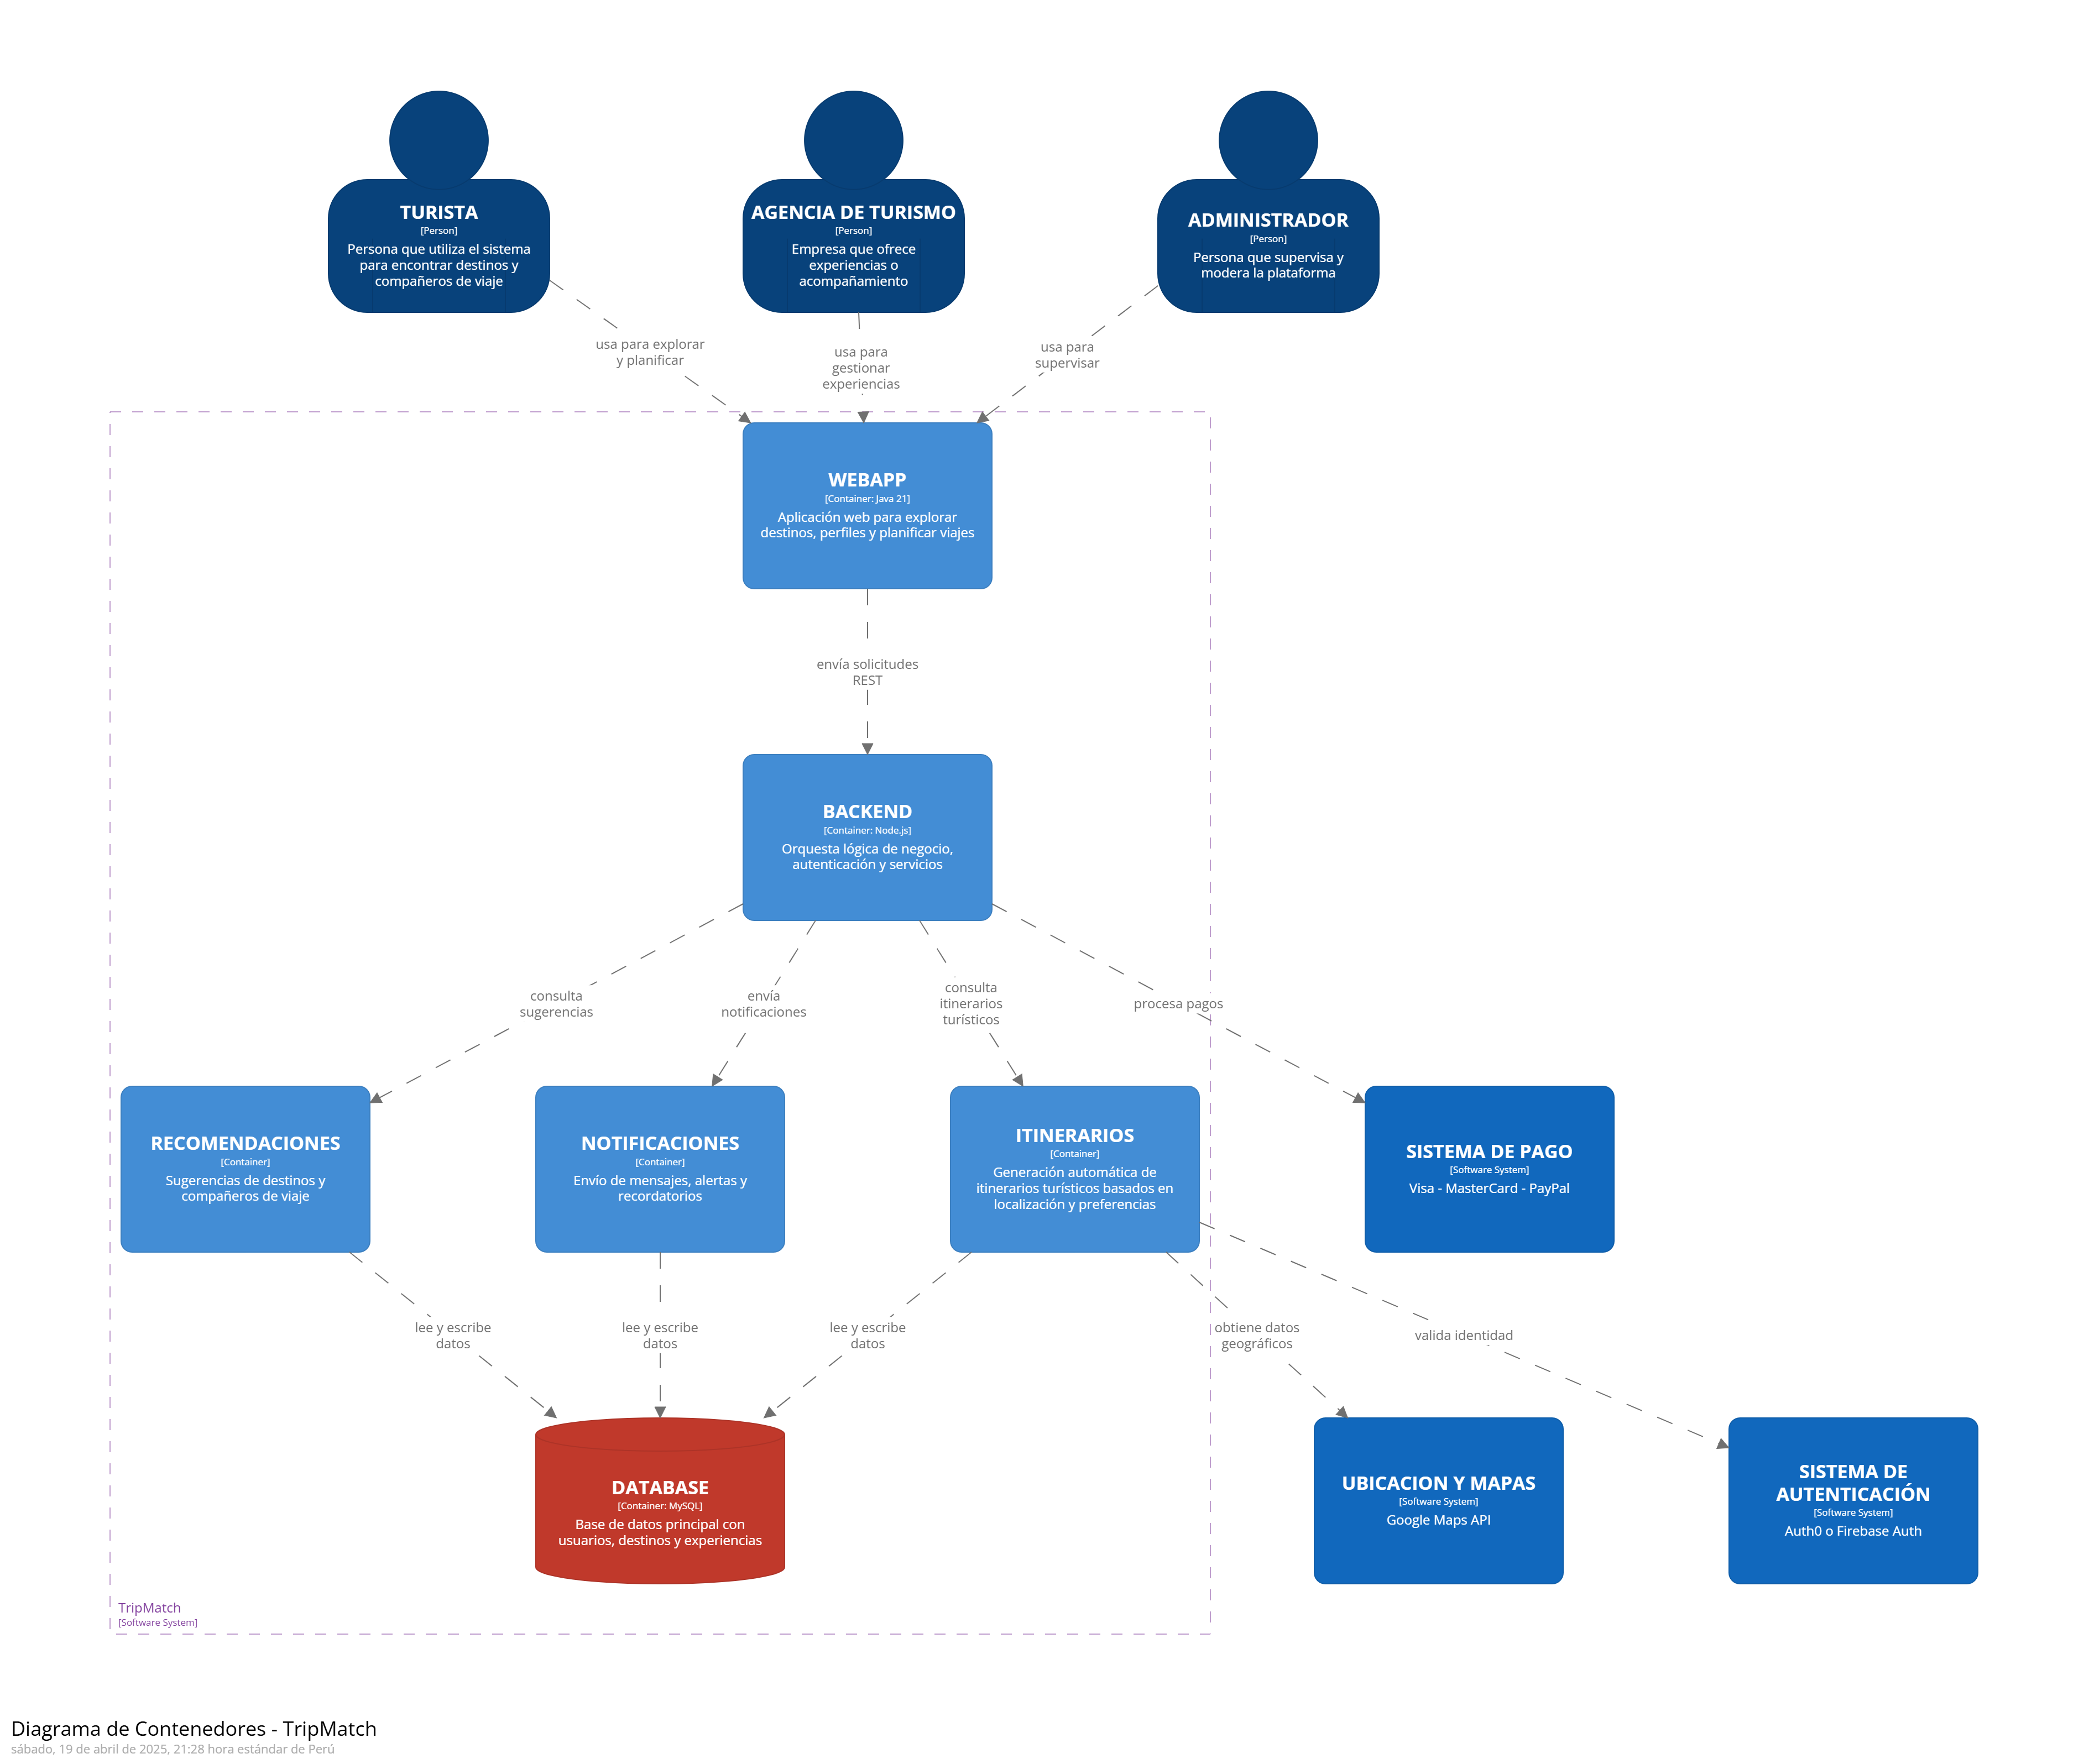 TURISTA
[Person]
Persona que utiliza el sistema
para encontrar destinos y
compañeros de viaje
AGENCIA DE TURISMO
[Person]
Empresa que ofrece
experiencias o
acompañamiento
ADMINISTRADOR
[Person]
Persona que supervisa y
modera la plataforma
usa para explorar
y planificar
usa para
gestionar
experiencias
usa para
supervisar
WEBAPP
[Container: Java 21]
Aplicación web para explorar
destinos, perfiles y planificar viajes
envía solicitudes
REST
BACKEND
[Container: Node.js]
Orquesta lógica de negocio,
autenticación y servicios
consulta
sugerencias
envía
notificaciones
consulta
itinerarios
turísticos
procesa pagos
RECOMENDACIONES
[Container]
Sugerencias de destinos y
compañeros de viaje
NOTIFICACIONES
[Container]
Envío de mensajes, alertas y
recordatorios
ITINERARIOS
[Container]
Generación automática de
itinerarios turísticos basados en
localización y preferencias
SISTEMA DE PAGO
[Software System]
Visa - MasterCard - PayPal
lee y escribe
datos
lee y escribe
datos
lee y escribe
datos
obtiene datos
geográficos
valida identidad
DATABASE
[Container: MySQL]
Base de datos principal con
usuarios, destinos y experiencias
UBICACION Y MAPAS
[Software System]
Google Maps API
SISTEMA DE
AUTENTICACIÓN
[Software System]
Auth0 o Firebase Auth
TripMatch
[Software System]
Diagrama de Contenedores - TripMatch
sábado, 19 de abril de 2025, 21:28 hora estándar de Perú